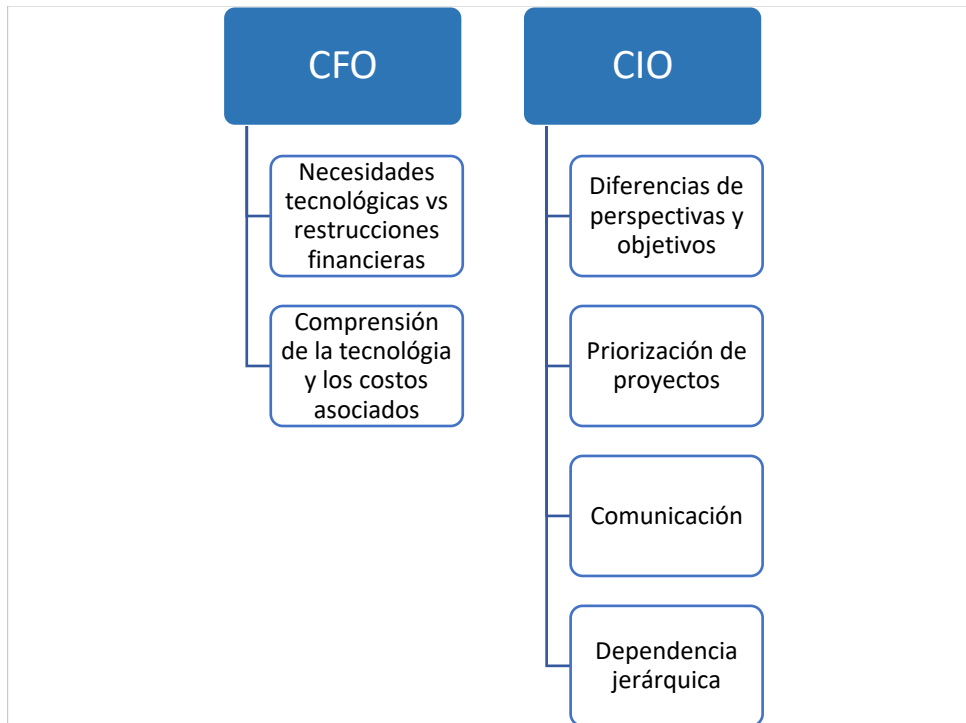 CFO
Necesidades
tecnológicas vs
restrucciones
financieras
Comprensión
de la tecnológia
y los costos
asociados
CIO
Diferencias de
perspectivas y
objetivos
Priorización de
proyectos
Comunicación
Dependencia
jerárquica